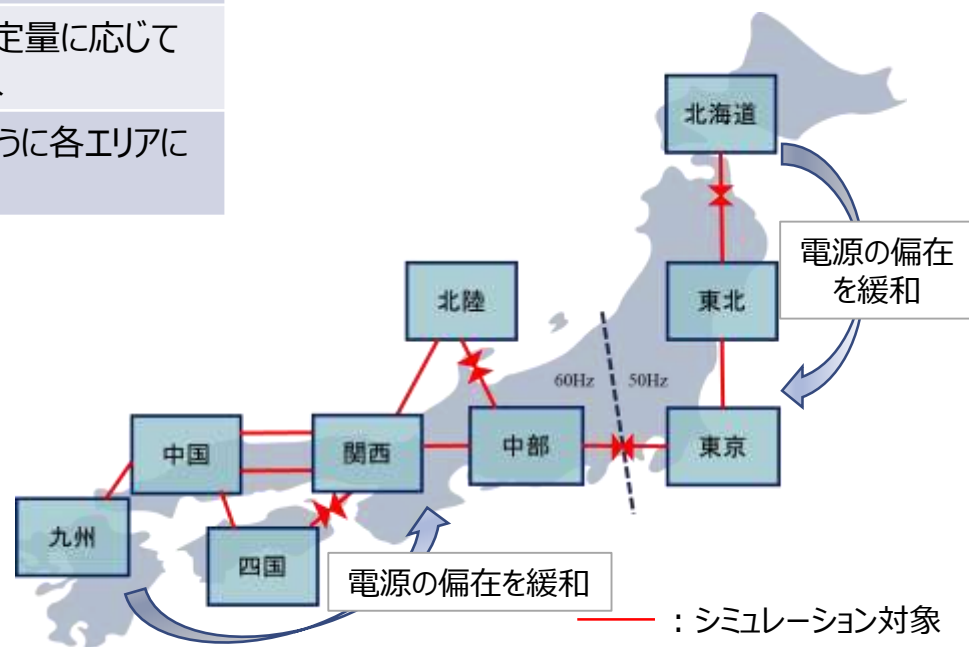 定量に応じて
うに各エリアに
北海道
電源の偏在
を緩和
北陸
東北
60Hz
50Hz
中国
関西
中部
東京
九州
四国
電源の偏在を緩和
：シミュレーション対象